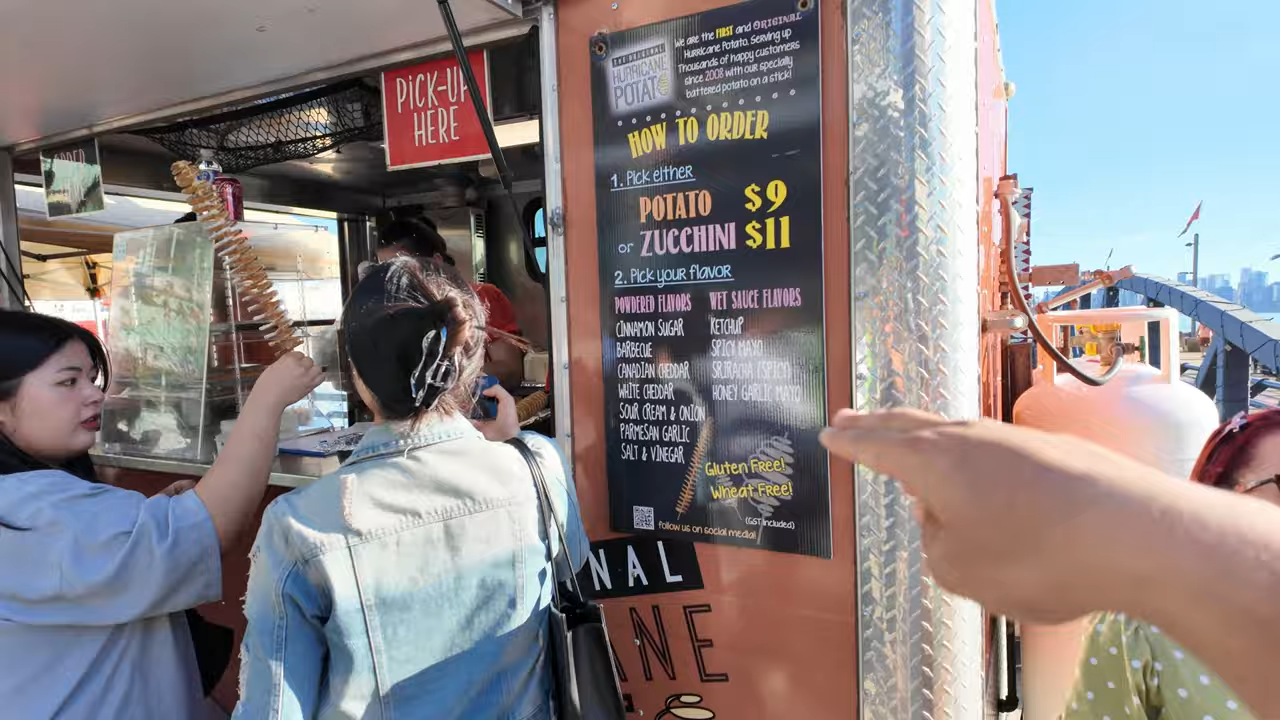 PICK-UP
HERE
THE ORIGINAL
HURRICANE
POTATO
We are the FIRST and ORIGINAL
Hurricane Potato. Serving up
Thousands of happy customers
since 2008 with our specially
battered potato on a stick!
HOW TO ORDER
1. Pick either
POTATO $9
or ZUCCHINI $11
2. Pick your flavor
POWDERED FLAVORS
CINNAMON SUGAR
BARBECUE
CANADIAN CHEDDAR
WHITE CHEDDAR
SOUR CREAM & ONION
PARMESAN GARLIC
SALT & VINEGAR
WET SAUCE FLAVORS
KETCHUP
SPICY MAYO
SRIRACHA (SPICY)
HONEY GARLIC MAYO
Gluten Free!
Wheat Free!
(GST included)
follow us on social media!
NAL
ANE